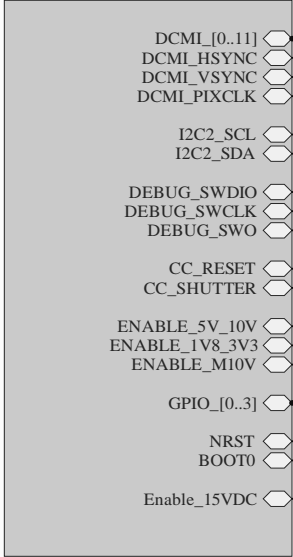 DCMI_[0..11]
DCMI_HSYNC
DCMI_VSYNC
DCMI_PIXCLK
I2C2_SCL
I2C2_SDA
DEBUG_SWDIO
DEBUG_SWCLK
DEBUG_SWO
CC_RESET
CC_SHUTTER
ENABLE_5V_10V
ENABLE_1V8_3V3
ENABLE_M10V
GPIO_[0..3]
NRST
BOOT0
Enable_15VDC